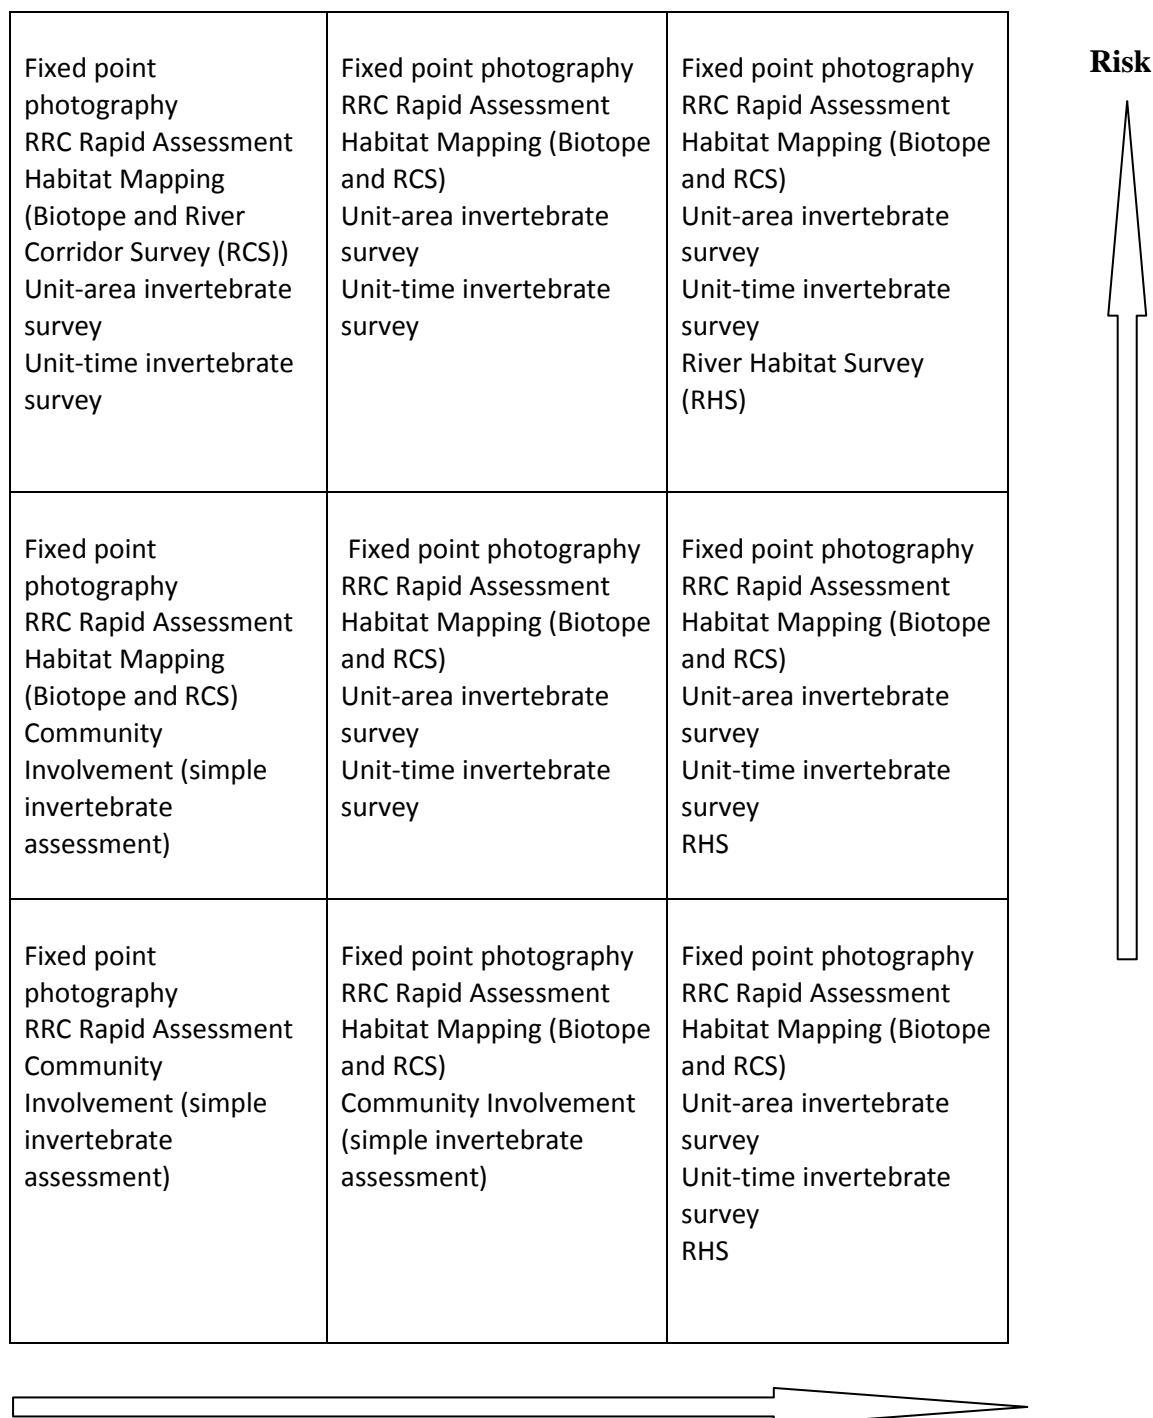 Fixed point
photography
RRC Rapid Assessment
Habitat Mapping
(Biotope and River
Corridor Survey (RCS))
Unit-area invertebrate
survey
Unit-time invertebrate
survey
Fixed point photography
RRC Rapid Assessment
Habitat Mapping (Biotope
and RCS)
Unit-area invertebrate
survey
Unit-time invertebrate
survey
Fixed point photography
RRC Rapid Assessment
Habitat Mapping (Biotope
and RCS)
Unit-area invertebrate
survey
Unit-time invertebrate
survey
River Habitat Survey
(RHS)
Risk
Fixed point
photography
RRC Rapid Assessment
Habitat Mapping
(Biotope and RCS)
Community
Involvement (simple
invertebrate
assessment)
Fixed point photography
RRC Rapid Assessment
Habitat Mapping (Biotope
and RCS)
Unit-area invertebrate
survey
Unit-time invertebrate
survey
Fixed point photography
RRC Rapid Assessment
Habitat Mapping (Biotope
and RCS)
Unit-area invertebrate
survey
Unit-time invertebrate
survey
RHS
Fixed point
photography
RRC Rapid Assessment
Community
Involvement (simple
invertebrate
assessment)
Fixed point photography
RRC Rapid Assessment
Habitat Mapping (Biotope
and RCS)
Community Involvement
(simple invertebrate
assessment)
Fixed point photography
RRC Rapid Assessment
Habitat Mapping (Biotope
and RCS)
Unit-area invertebrate
survey
Unit-time invertebrate
survey
RHS